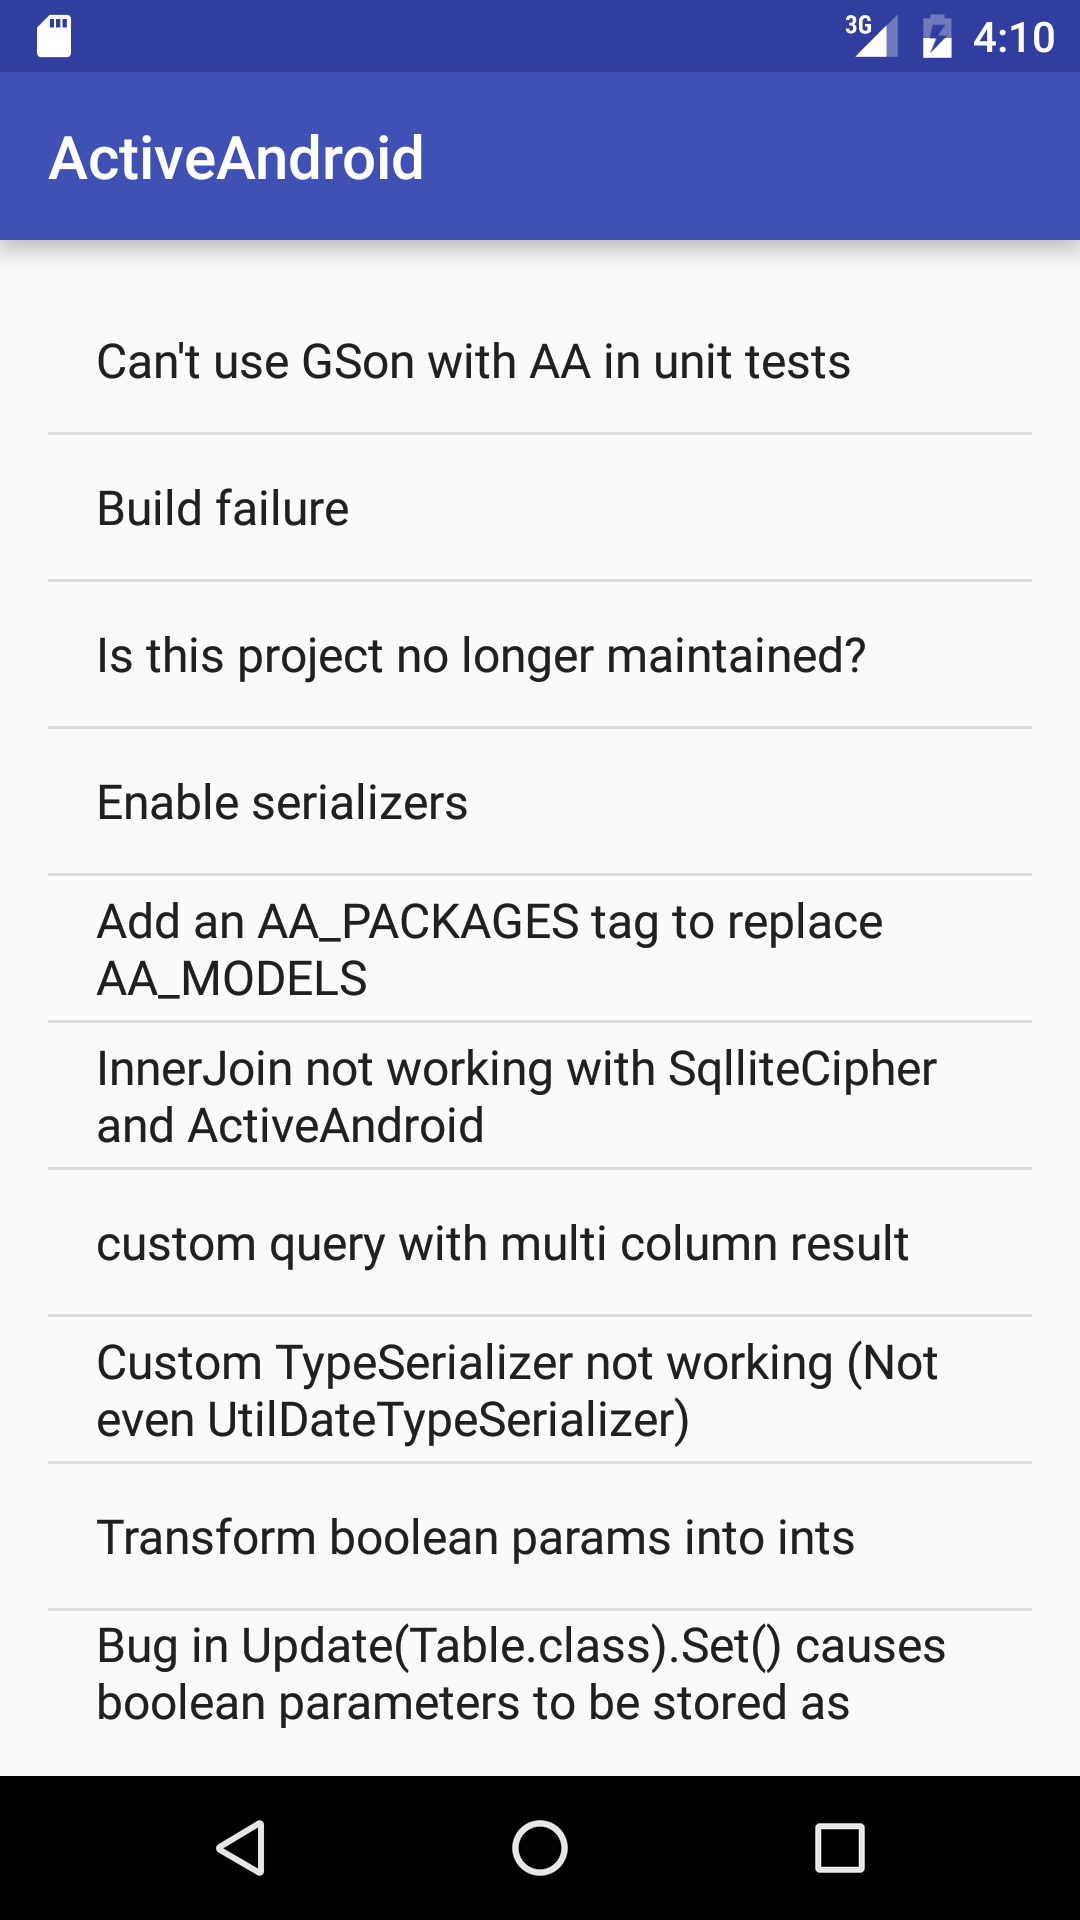 3G 4:10
ActiveAndroid
Can't use GSon with AA in unit tests
Build failure
Is this project no longer maintained?
Enable serializers
Add an AA_PACKAGES tag to replace
AA_MODELS
InnerJoin not working with SqlliteCipher
and ActiveAndroid
custom query with multi column result
Custom TypeSerializer not working (Not
even UtilDateTypeSerializer)
Transform boolean params into ints
Bug in Update(Table.class).Set() causes
boolean parameters to be stored as